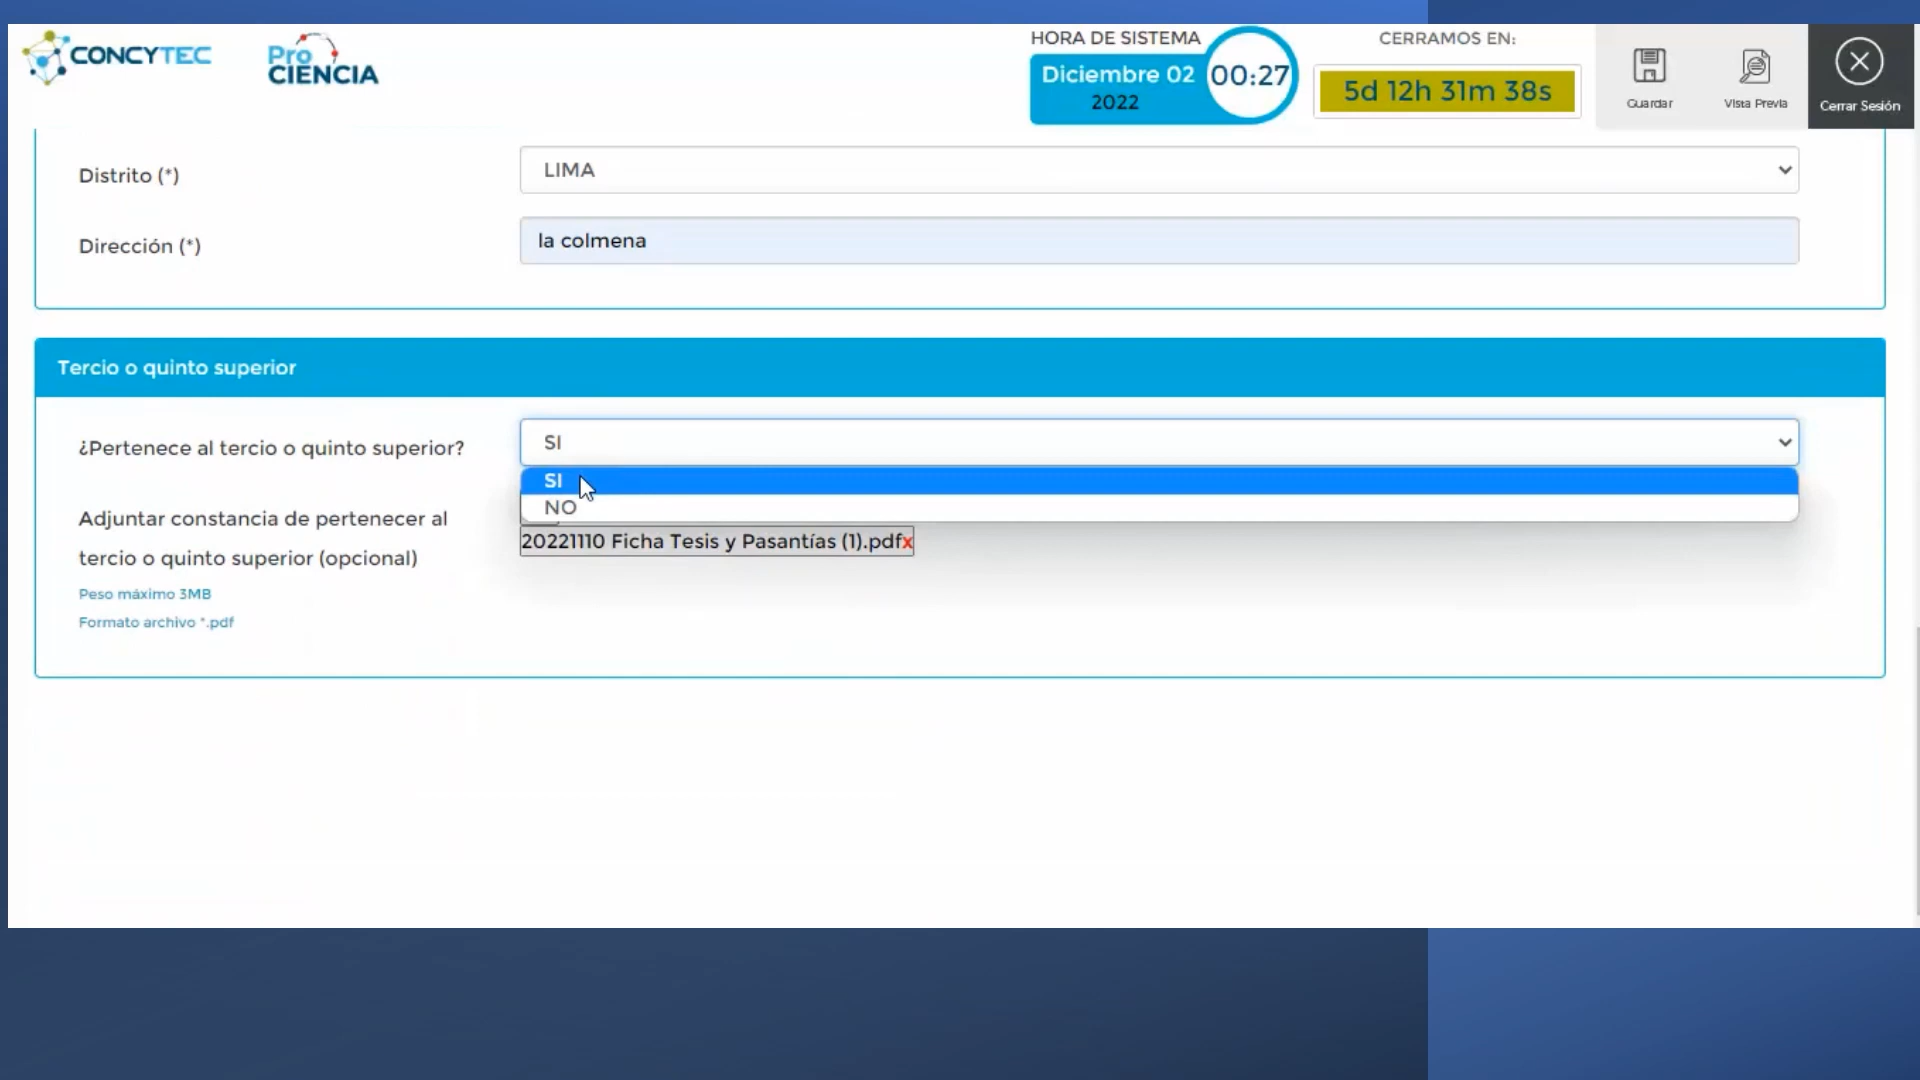 CONCYTEC
Pro
CIENCIA
HORA DE SISTEMA
Diciembre 02
2022
00:27
CERRAMOS EN:
5d 12h 31m 38s
Guardar
Vista Previa
Cerrar Sesión
Distrito (*)
LIMA
Dirección (*)
la colmena
Tercio o quinto superior
¿Pertenece al tercio o quinto superior?
SI
SI
NO
Adjuntar constancia de pertenecer al
tercio o quinto superior (opcional)
20221110 Ficha Tesis y Pasantías (1).pdfx
Peso máximo 3MB
Formato archivo *.pdf